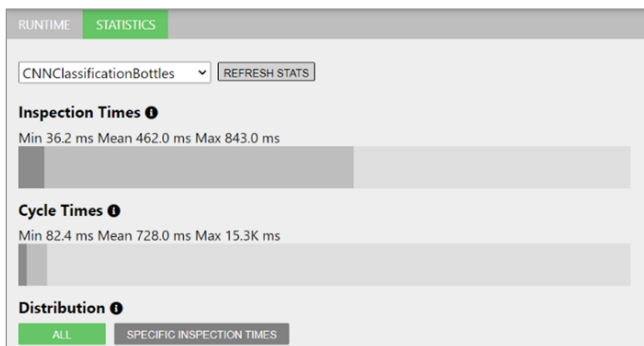 RUNTIME STATISTICS
CNNClassificationBottles REFRESH STATS
Inspection Times
Min 36.2 ms Mean 462.0 ms Max 843.0 ms
Cycle Times
Min 82.4 ms Mean 728.0 ms Max 15.3K ms
Distribution
ALL SPECIFIC INSPECTION TIMES